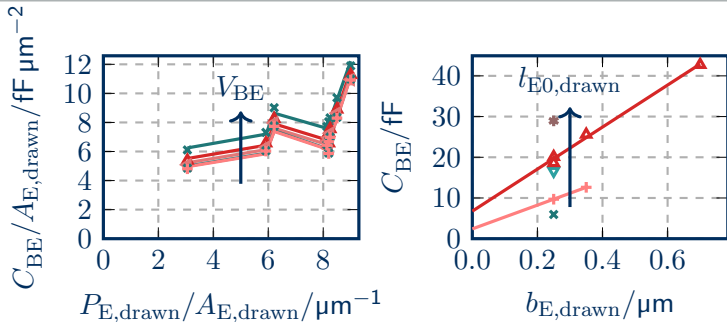 C_BE/A_E,drawn/fF µm⁻²
12
10
8
6
4
2
0
V_BE
0 2 4 6 8
P_E,drawn/A_E,drawn/µm⁻¹
C_BE/fF
40
30
20
10
0
l_E0,drawn
0.0 0.2 0.4 0.6
b_E,drawn/µm